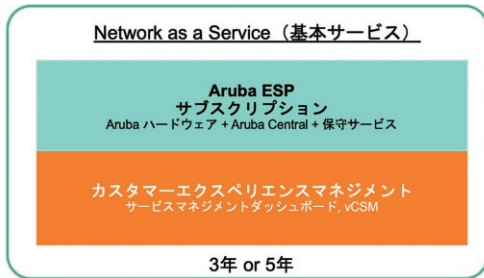 Network as a Service（基本サービス）
Aruba ESP
サブスクリプション
Aruba ハードウェア + Aruba Central + 保守サービス
カスタマーエクスペリエンスマネジメント
サービスマネジメントダッシュボード, vCSM
3年 or 5年